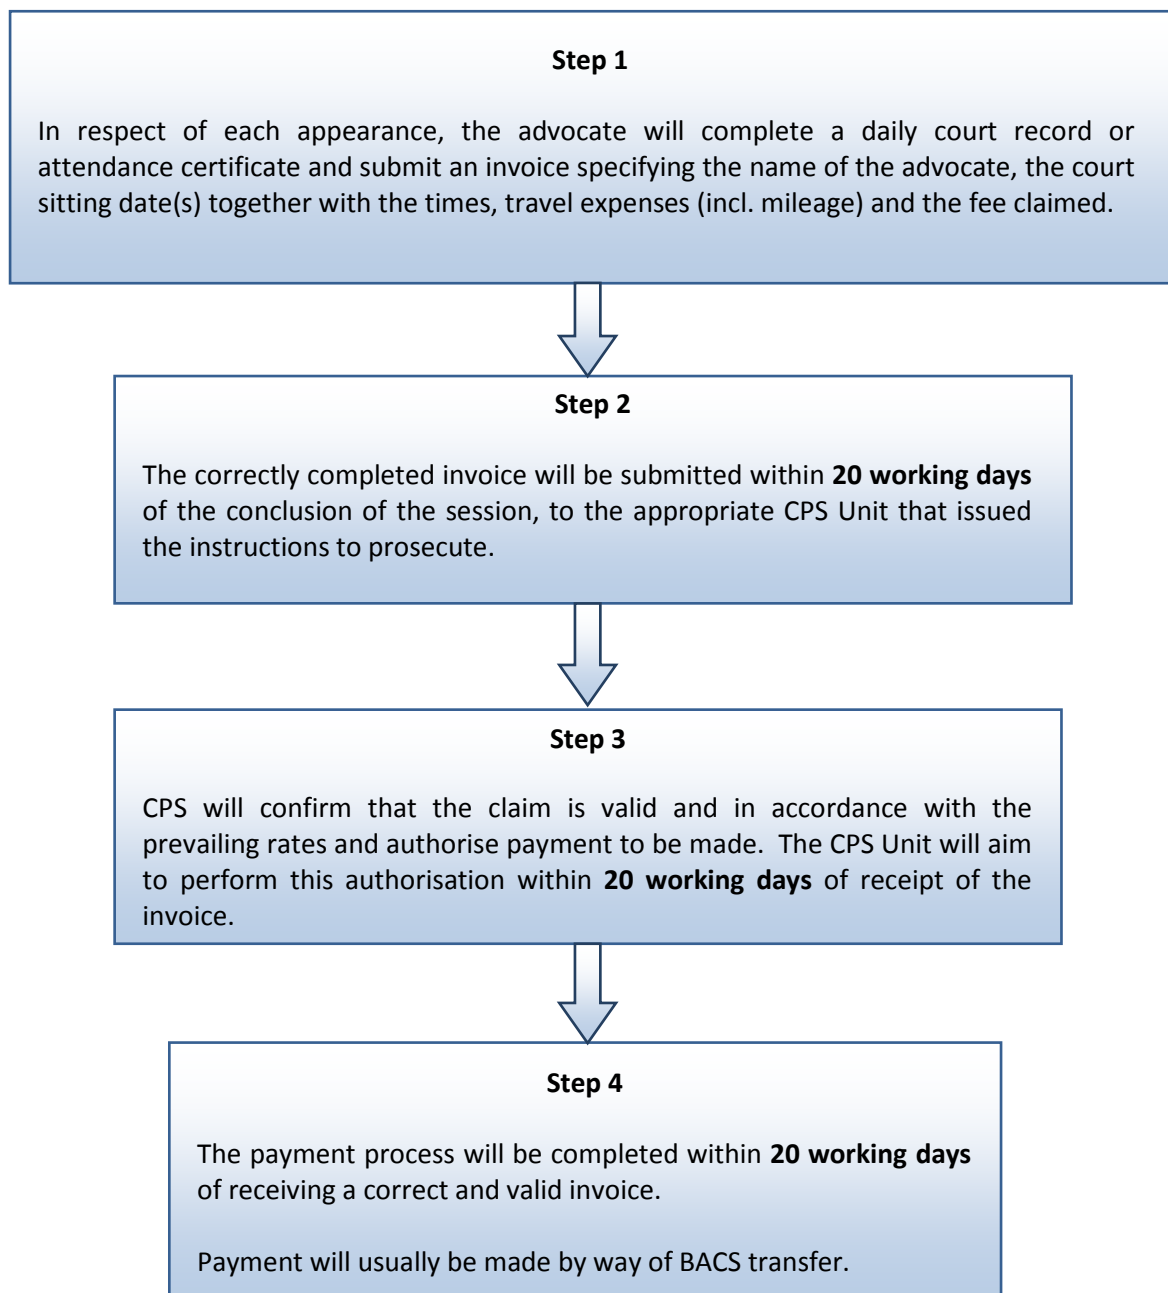 Step 1
In respect of each appearance, the advocate will complete a daily court record or
attendance certificate and submit an invoice specifying the name of the advocate, the court
sitting date(s) together with the times, travel expenses (incl. mileage) and the fee claimed.
Step 2
The correctly completed invoice will be submitted within 20 working days
of the conclusion of the session, to the appropriate CPS Unit that issued
the instructions to prosecute.
Step 3
CPS will confirm that the claim is valid and in accordance with the
prevailing rates and authorise payment to be made. The CPS Unit will aim
to perform this authorisation within 20 working days of receipt of the
invoice.
Step 4
The payment process will be completed within 20 working days
of receiving a correct and valid invoice.
Payment will usually be made by way of BACS transfer.